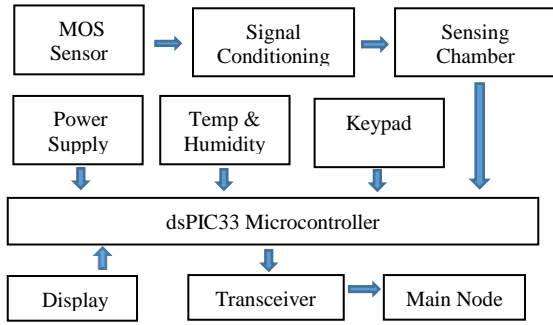 MOS
Sensor
Signal
Conditioning
Sensing
Chamber
Power
Supply
Temp &
Humidity
Keypad
dsPIC33 Microcontroller
Display
Transceiver
Main Node